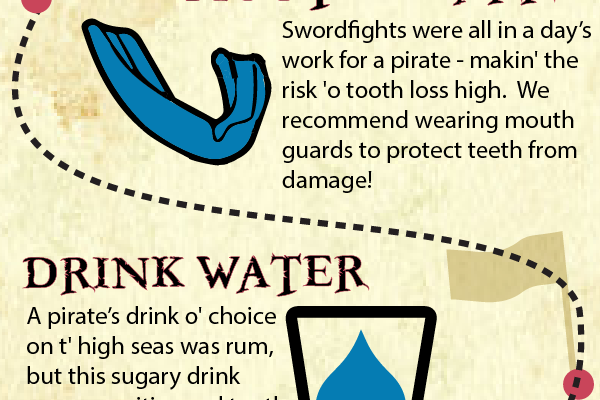 Swordfights were all in a day's
work for a pirate - makin' the
risk 'o tooth loss high. We
recommend wearing mouth
guards to protect teeth from
damage!
DRINK WATER
A pirate's drink o' choice
on t' high seas was rum,
but this sugary drink